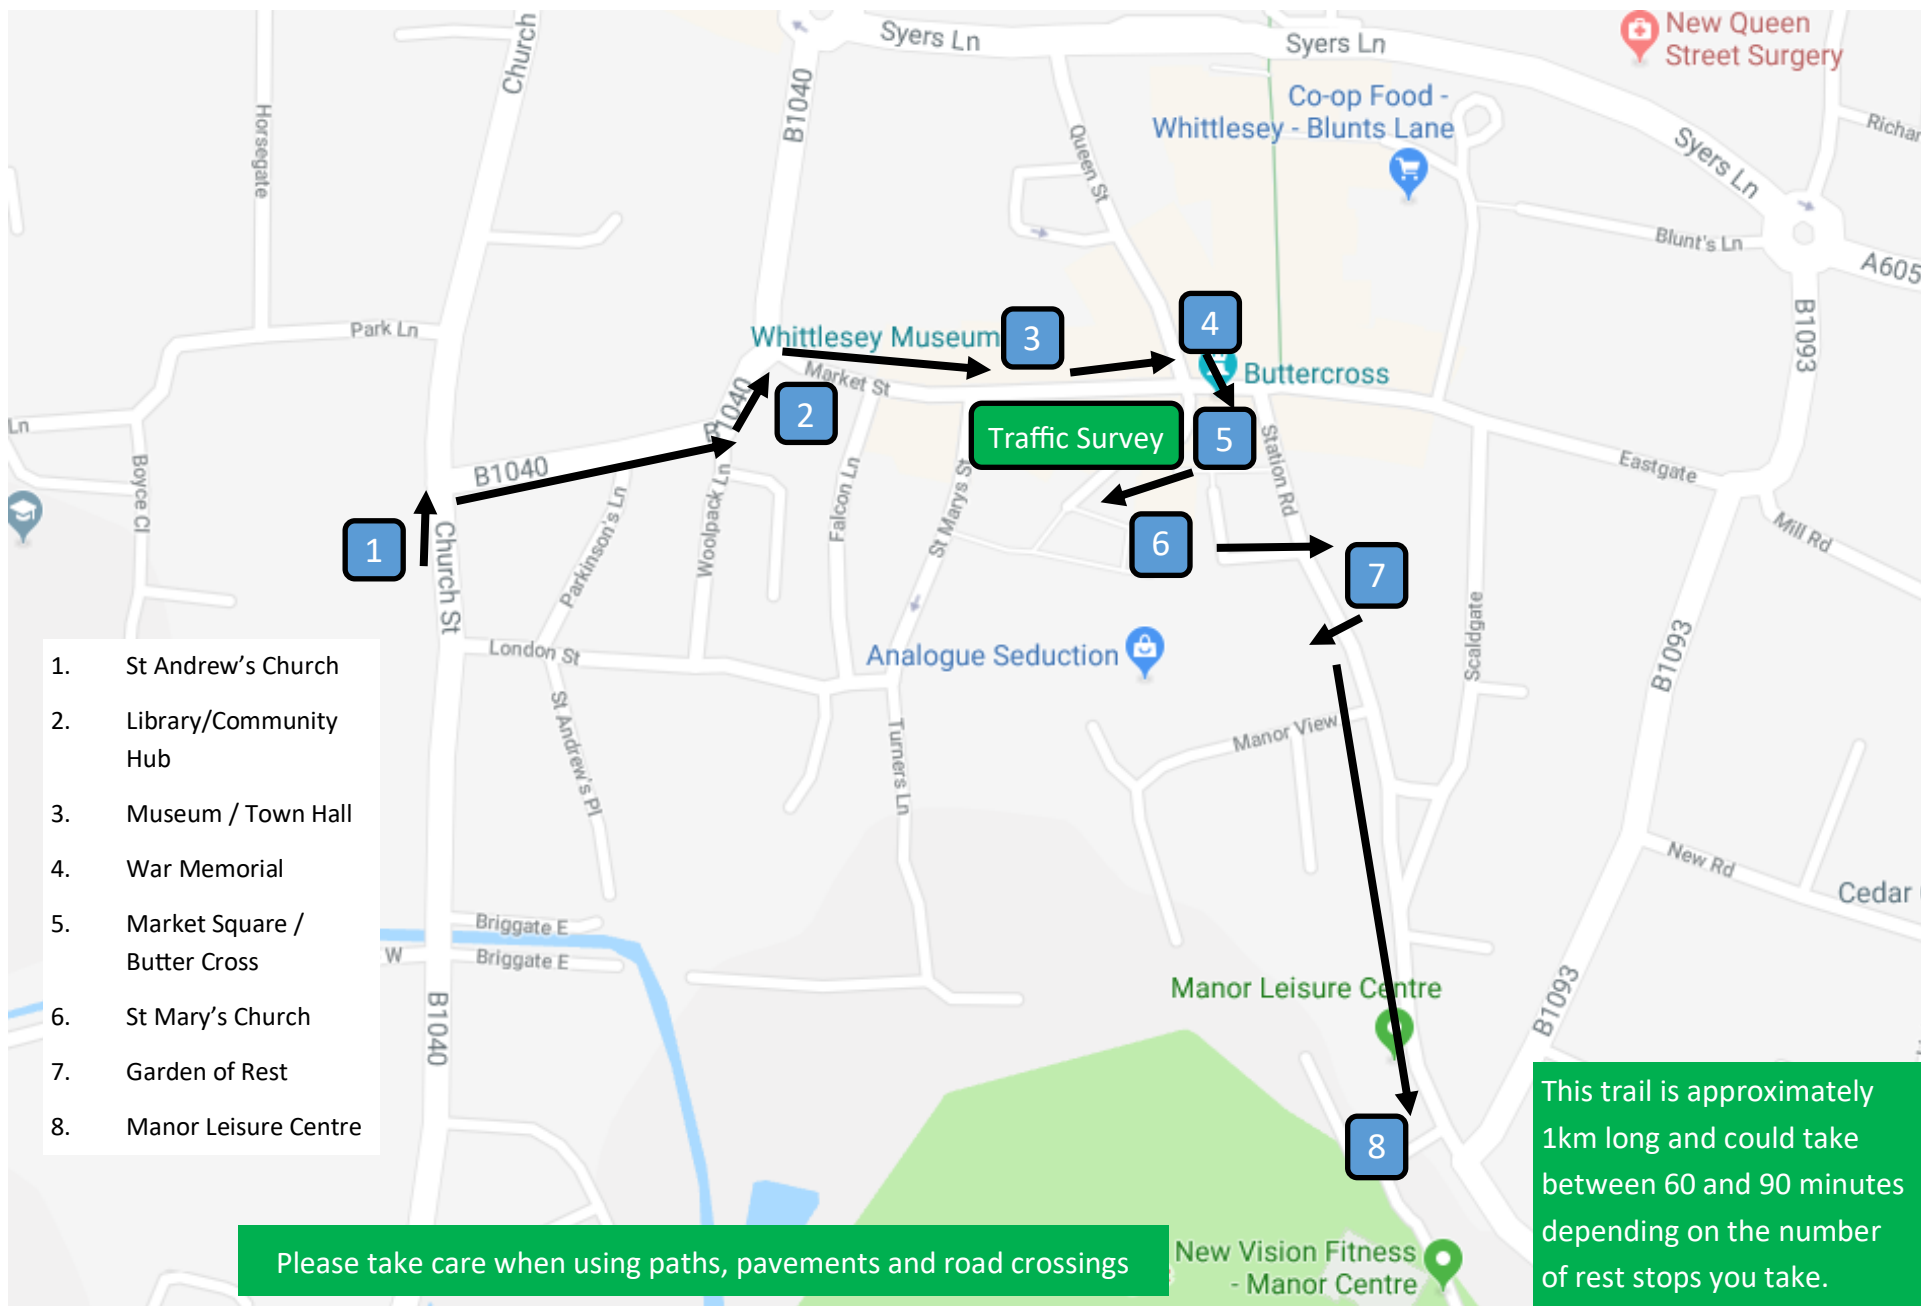 Syers Ln
Syers Ln
New Queen
Street Surgery
Church
B1040
Horsegate
Queen St
Co-op Food -
Whittlesey - Blunts Lane
Syers Ln
Blunt's Ln
A605
B1093
Park Ln
Whittlesey Museum
3
4
Market St
Buttercross
2
B1040
B1040
Traffic Survey
5
Station Rd
Eastgate
Mill Rd
Ln
Boyce Cl
1
Church St
Parkinson's Ln
Woolpack Ln
Falcon Ln
St Marys St
6
7
Scaldgate
B1093
London St
St Andrew's Pl
Analogue Seduction
Turners Ln
Manor View
New Rd
Cedar
1. St Andrew’s Church
2. Library/Community
Hub
3. Museum / Town Hall
4. War Memorial
5. Market Square /
Butter Cross
6. St Mary’s Church
7. Garden of Rest
8. Manor Leisure Centre
Briggate E
W
Briggate E
B1040
Manor Leisure Centre
B1093
8
This trail is approximately
1km long and could take
between 60 and 90 minutes
depending on the number
of rest stops you take.
Please take care when using paths, pavements and road crossings
New Vision Fitness
- Manor Centre